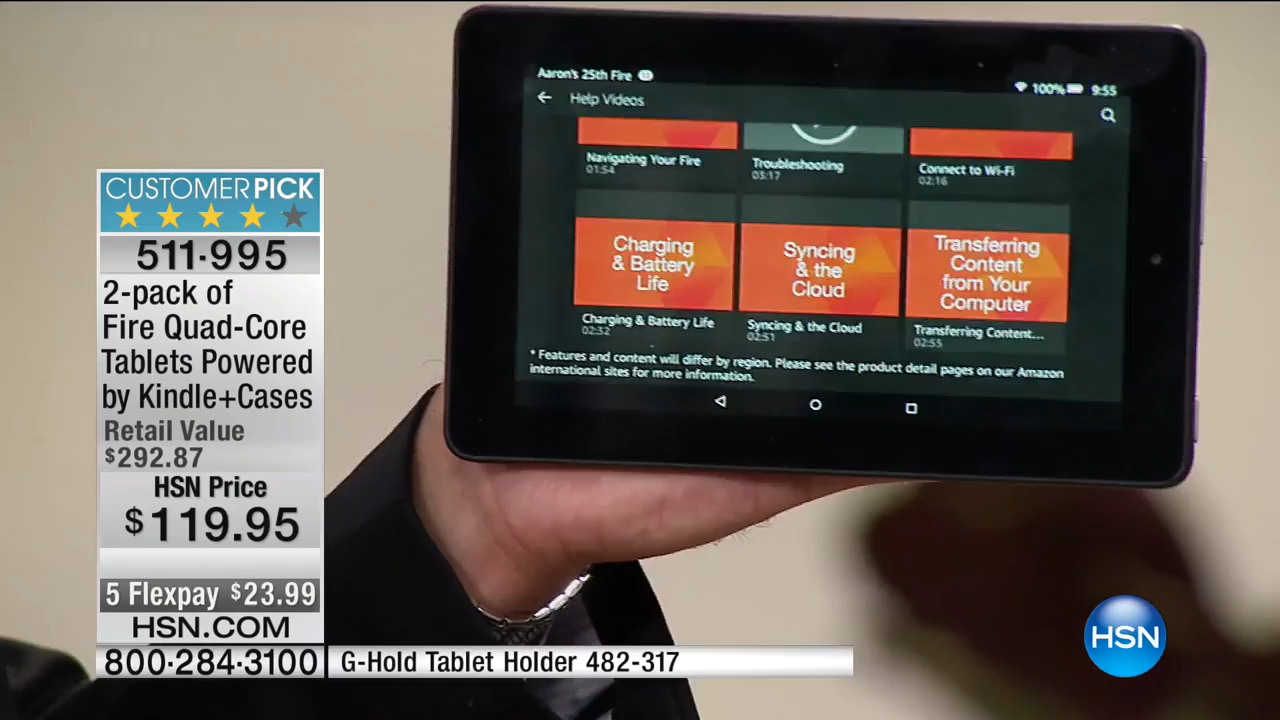 CUSTOMERPICK
511·995
2-pack of
Fire Quad-Core
Tablets Powered
by Kindle+Cases
Retail Value
$292.87
HSN Price
$119.95
5 Flexpay $23.99
HSN.COM
800·284·3100
G-Hold Tablet Holder 482-317
Aaron's 25th Fire
100% 9:55
Help Videos
Navigating Your Fire
01:54
Troubleshooting
03:17
Connect to Wi-Fi
02:16
Charging
& Battery
Life
Charging & Battery Life
02:32
Syncing
& the
Cloud
Syncing & the Cloud
02:51
Transferring
Content
from Your
Computer
Transferring Content...
02:55
* Features and content will differ by region. Please see the product detail pages on our Amazon
international sites for more information.
HSN